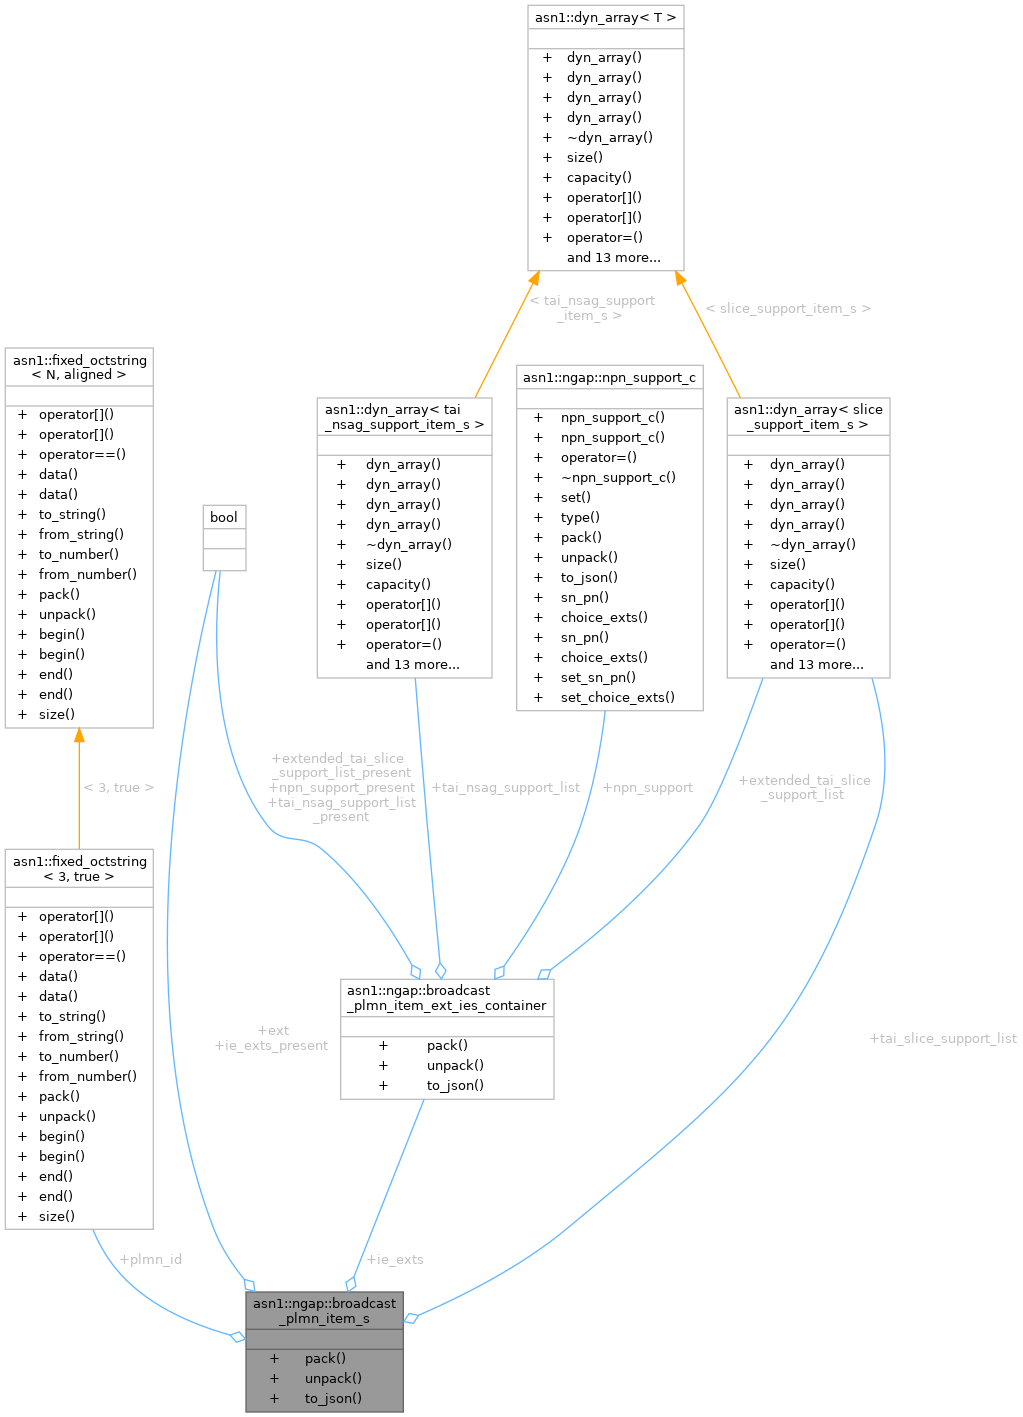 asn1::dyn_array< T >
+ dyn_array()
+ dyn_array()
+ dyn_array()
+ dyn_array()
+ ~dyn_array()
+ size()
+ capacity()
+ operator[]()
+ operator[]()
+ operator=()
and 13 more...
< tai_nsag_support
_item_s >
< slice_support_item_s >
asn1::fixed_octstring
< N, aligned >
+ operator[]()
+ operator[]()
+ operator==()
+ data()
+ data()
+ to_string()
+ from_string()
+ to_number()
+ from_number()
+ pack()
+ unpack()
+ begin()
+ begin()
+ end()
+ end()
+ size()
bool
asn1::dyn_array< tai
_nsag_support_item_s >
+ dyn_array()
+ dyn_array()
+ dyn_array()
+ dyn_array()
+ ~dyn_array()
+ size()
+ capacity()
+ operator[]()
+ operator[]()
+ operator=()
and 13 more...
asn1::ngap::npn_support_c
+ npn_support_c()
+ npn_support_c()
+ operator=()
+ ~npn_support_c()
+ set()
+ type()
+ pack()
+ unpack()
+ to_json()
+ sn_pn()
+ choice_exts()
+ sn_pn()
+ choice_exts()
+ set_sn_pn()
+ set_choice_exts()
asn1::dyn_array< slice
_support_item_s >
+ dyn_array()
+ dyn_array()
+ dyn_array()
+ dyn_array()
+ ~dyn_array()
+ size()
+ capacity()
+ operator[]()
+ operator[]()
+ operator=()
and 13 more...
< 3, true >
+extended_tai_slice
_support_list_present
+npn_support_present
+tai_nsag_support_list
_present
+tai_nsag_support_list
+npn_support
+extended_tai_slice
_support_list
asn1::fixed_octstring
< 3, true >
+ operator[]()
+ operator[]()
+ operator==()
+ data()
+ data()
+ to_string()
+ from_string()
+ to_number()
+ from_number()
+ pack()
+ unpack()
+ begin()
+ begin()
+ end()
+ end()
+ size()
+ext
+ie_exts_present
asn1::ngap::broadcast
_plmn_item_ext_ies_container
+ pack()
+ unpack()
+ to_json()
+tai_slice_support_list
+plmn_id
+ie_exts
asn1::ngap::broadcast
_plmn_item_s
+ pack()
+ unpack()
+ to_json()